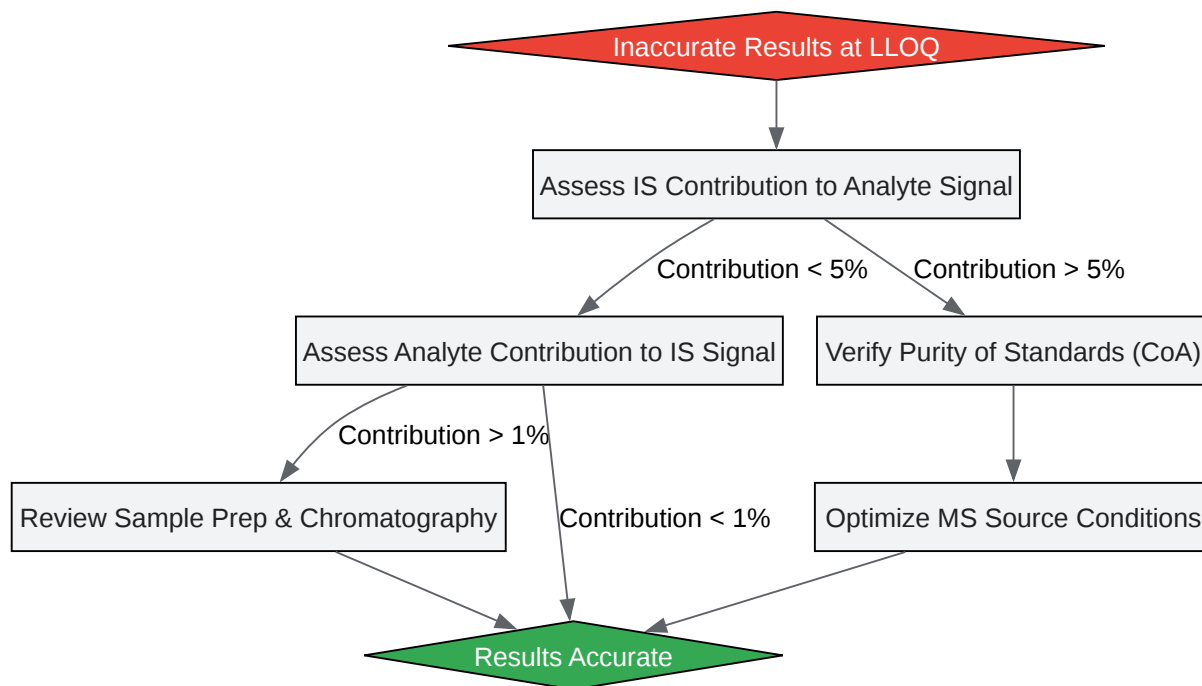 Inaccurate Results at LLOQ
Assess IS Contribution to Analyte Signal
Contribution < 5%
Contribution > 5%
Assess Analyte Contribution to IS Signal
Verify Purity of Standards (CoA)
Contribution > 1%
Contribution < 1%
Review Sample Prep & Chromatography
Optimize MS Source Conditions
Results Accurate